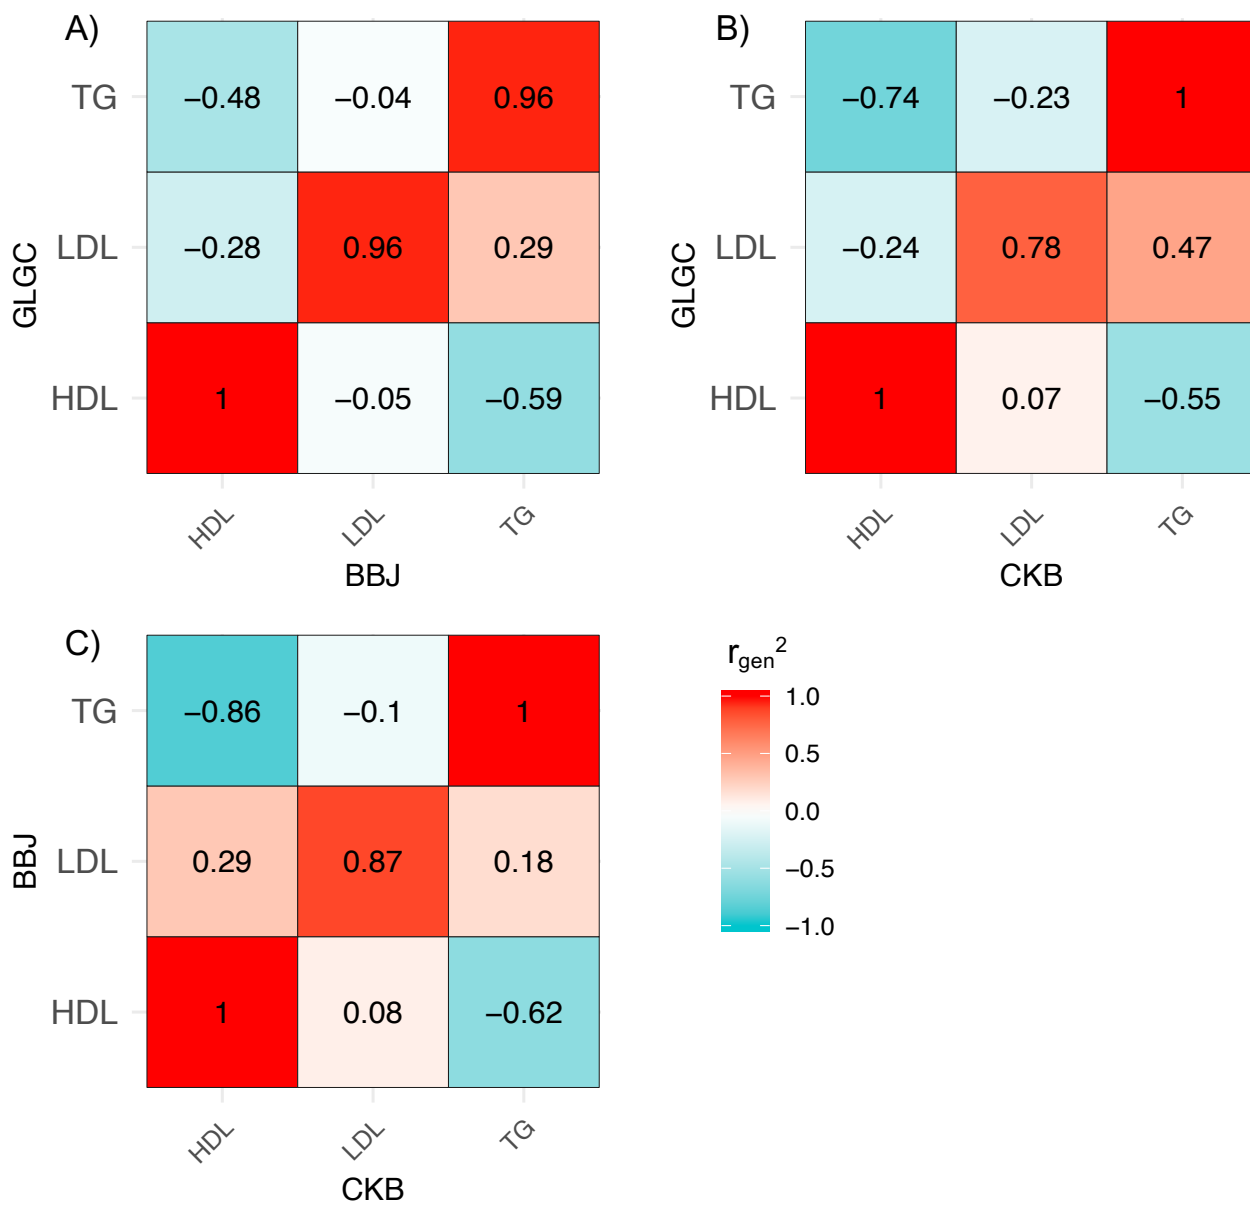 A)
TG −0.48 −0.04 0.96
LDL −0.28 0.96 0.29
HDL 1 −0.05 −0.59
GLGC
HDL LDL TG
BBJ
B)
TG −0.74 −0.23 1
LDL −0.24 0.78 0.47
HDL 1 0.07 −0.55
GLGC
HDL LDL TG
CKB
C)
TG −0.86 −0.1 1
LDL 0.29 0.87 0.18
HDL 1 0.08 −0.62
BBJ
HDL LDL TG
CKB
r_gen²
1.0
0.5
0.0
−0.5
−1.0